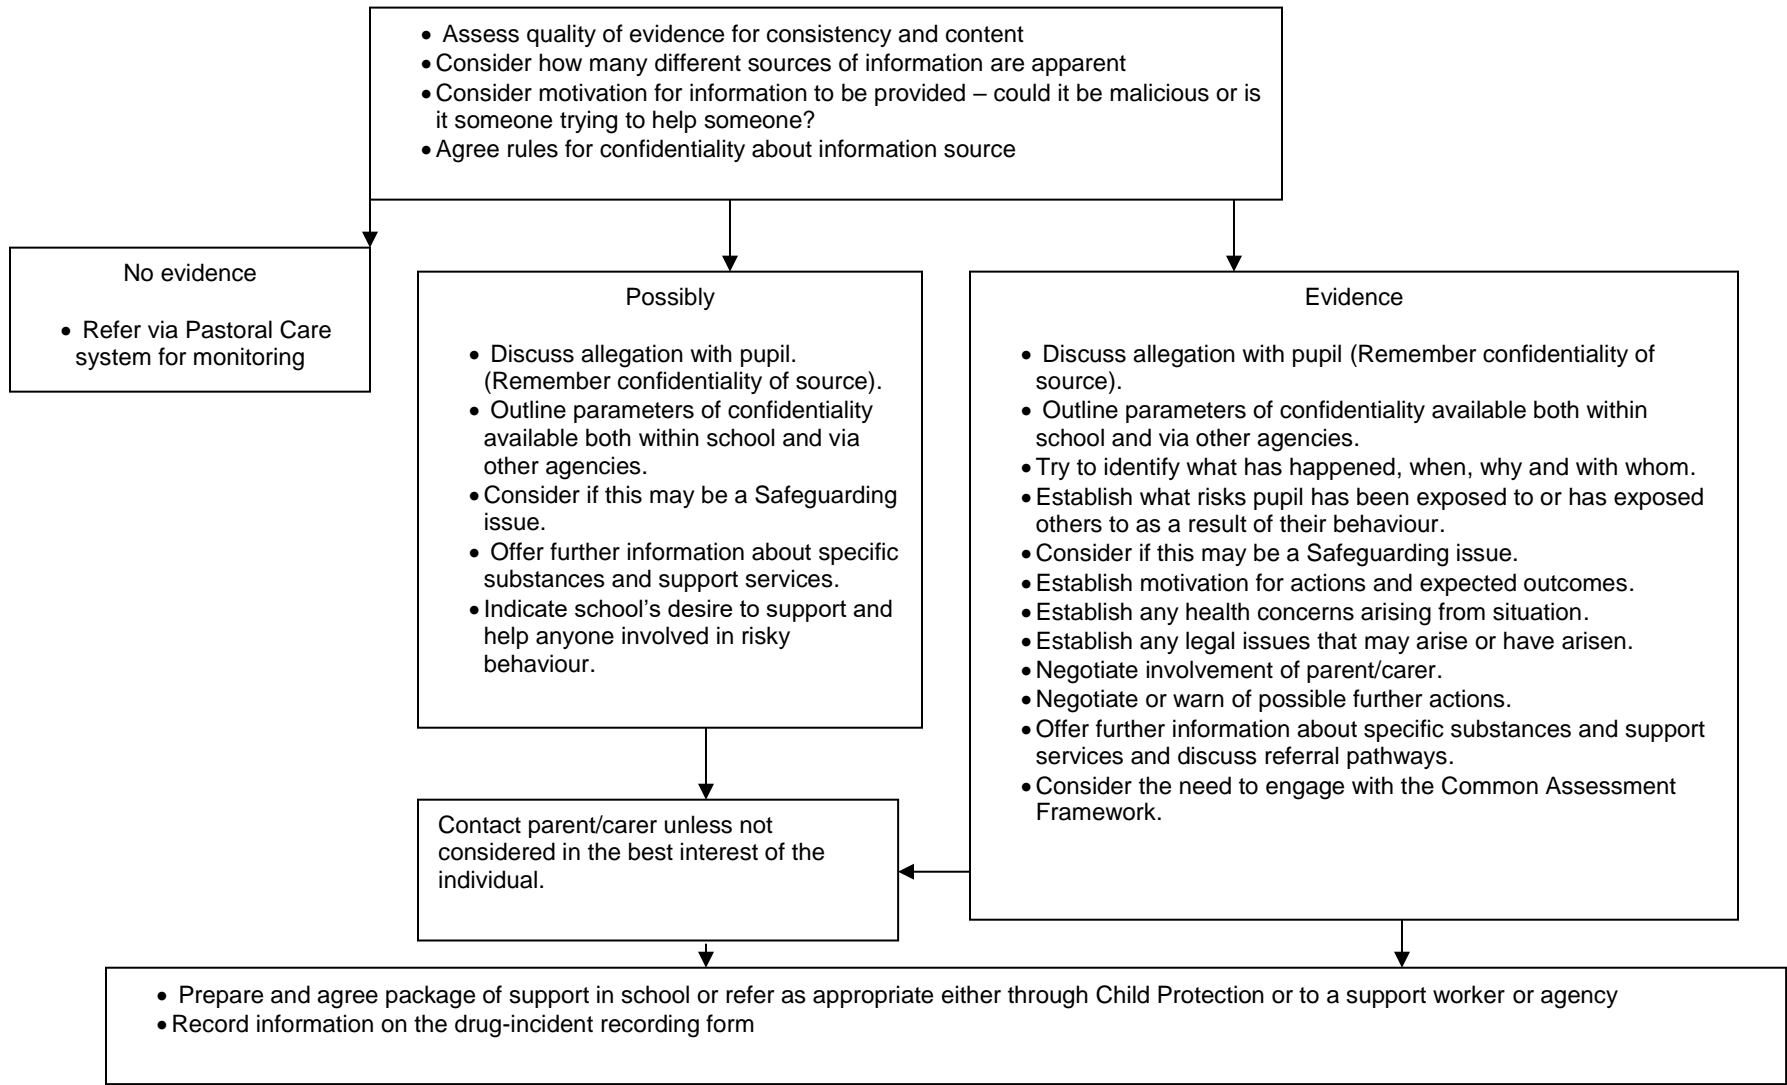 • Assess quality of evidence for consistency and content
• Consider how many different sources of information are apparent
• Consider motivation for information to be provided – could it be malicious or is
it someone trying to help someone?
• Agree rules for confidentiality about information source
No evidence
• Refer via Pastoral Care
system for monitoring
Possibly
• Discuss allegation with pupil.
(Remember confidentiality of source).
• Outline parameters of confidentiality
available both within school and via
other agencies.
• Consider if this may be a Safeguarding
issue.
• Offer further information about specific
substances and support services.
• Indicate school’s desire to support and
help anyone involved in risky
behaviour.
Evidence
• Discuss allegation with pupil (Remember confidentiality of
source).
• Outline parameters of confidentiality available both within
school and via other agencies.
• Try to identify what has happened, when, why and with whom.
• Establish what risks pupil has been exposed to or has exposed
others to as a result of their behaviour.
• Consider if this may be a Safeguarding issue.
• Establish motivation for actions and expected outcomes.
• Establish any health concerns arising from situation.
• Establish any legal issues that may arise or have arisen.
• Negotiate involvement of parent/carer.
• Negotiate or warn of possible further actions.
• Offer further information about specific substances and support
services and discuss referral pathways.
• Consider the need to engage with the Common Assessment
Framework.
Contact parent/carer unless not
considered in the best interest of the
individual.
• Prepare and agree package of support in school or refer as appropriate either through Child Protection or to a support worker or agency
• Record information on the drug-incident recording form